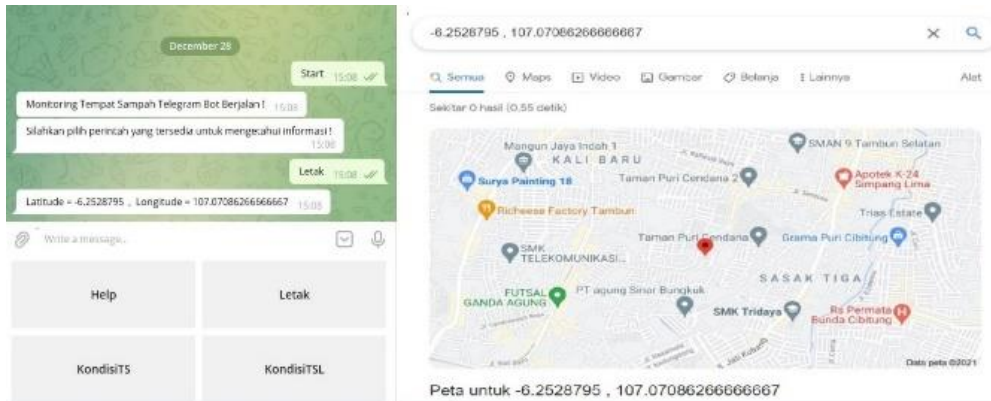 December 28
Start 15:08
Monitoring Tempat Sampah Telegram Bot Berjalan ! 15:08
Silahkan pilih perintah yang tersedia untuk mengetahui informasi !
15:08
Letak 15:08
Latitude = -6.2528795 , Longitude = 107.07086266666667 15:08
Write a message...
Help
Letak
KondisiTS
KondisiTSL
-6.2528795 , 107.07086266666667
Semua Maps Video Gambar Belanja Lainnya Alat
Sekitar 0 hasil (0,55 detik)
Mangun Jaya Indah 1
KALI BARU
SMAN 9 Tambun Selatan
Surya Painting 18
Taman Puri Cendana 2
Apotek K-24
Simpang Lima
Richeese Factory Tambun
Trias Estate
Taman Puri Cendana
Grama Puri Cibitung
SMK
TELEKOMUNIKASI...
SASAK TIGA
FUTSAL
GANDA AGUNG
PT agung Sinar Bungkuk
SMK Tridaya
Rs Permata
Bunda Cibitung
Data peta ©2021
Peta untuk -6.2528795 , 107.07086266666667